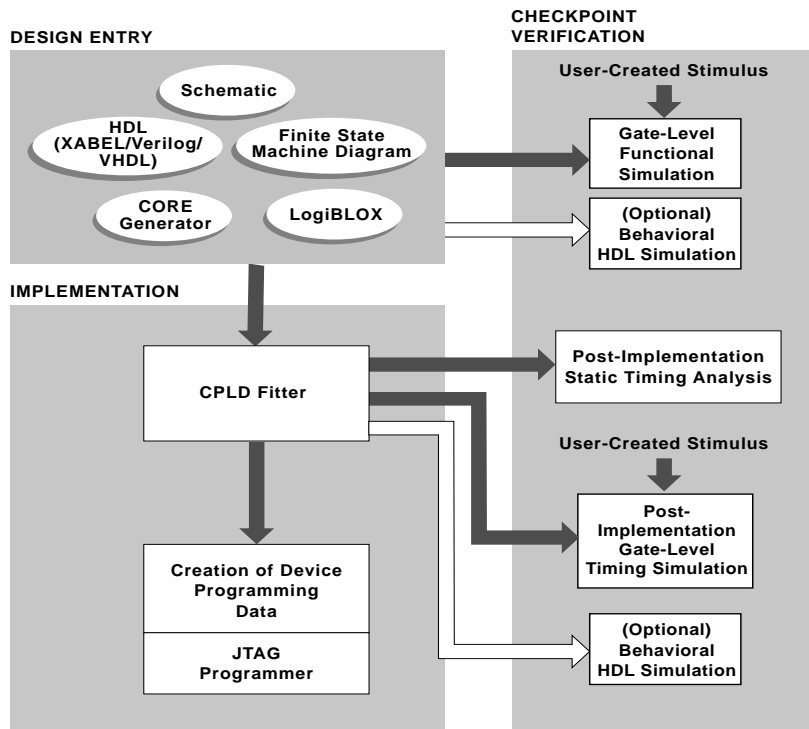 DESIGN ENTRY
Schematic
HDL
(XABEL/Verilog/
VHDL)
Finite State
Machine Diagram
CORE
Generator
LogiBLOX
IMPLEMENTATION
CPLD Fitter
Creation of Device
Programming
Data
JTAG
Programmer
CHECKPOINT
VERIFICATION
User-Created Stimulus
Gate-Level
Functional
Simulation
(Optional)
Behavioral
HDL Simulation
Post-Implementation
Static Timing Analysis
User-Created Stimulus
Post-
Implementation
Gate-Level
Timing Simulation
(Optional)
Behavioral
HDL Simulation